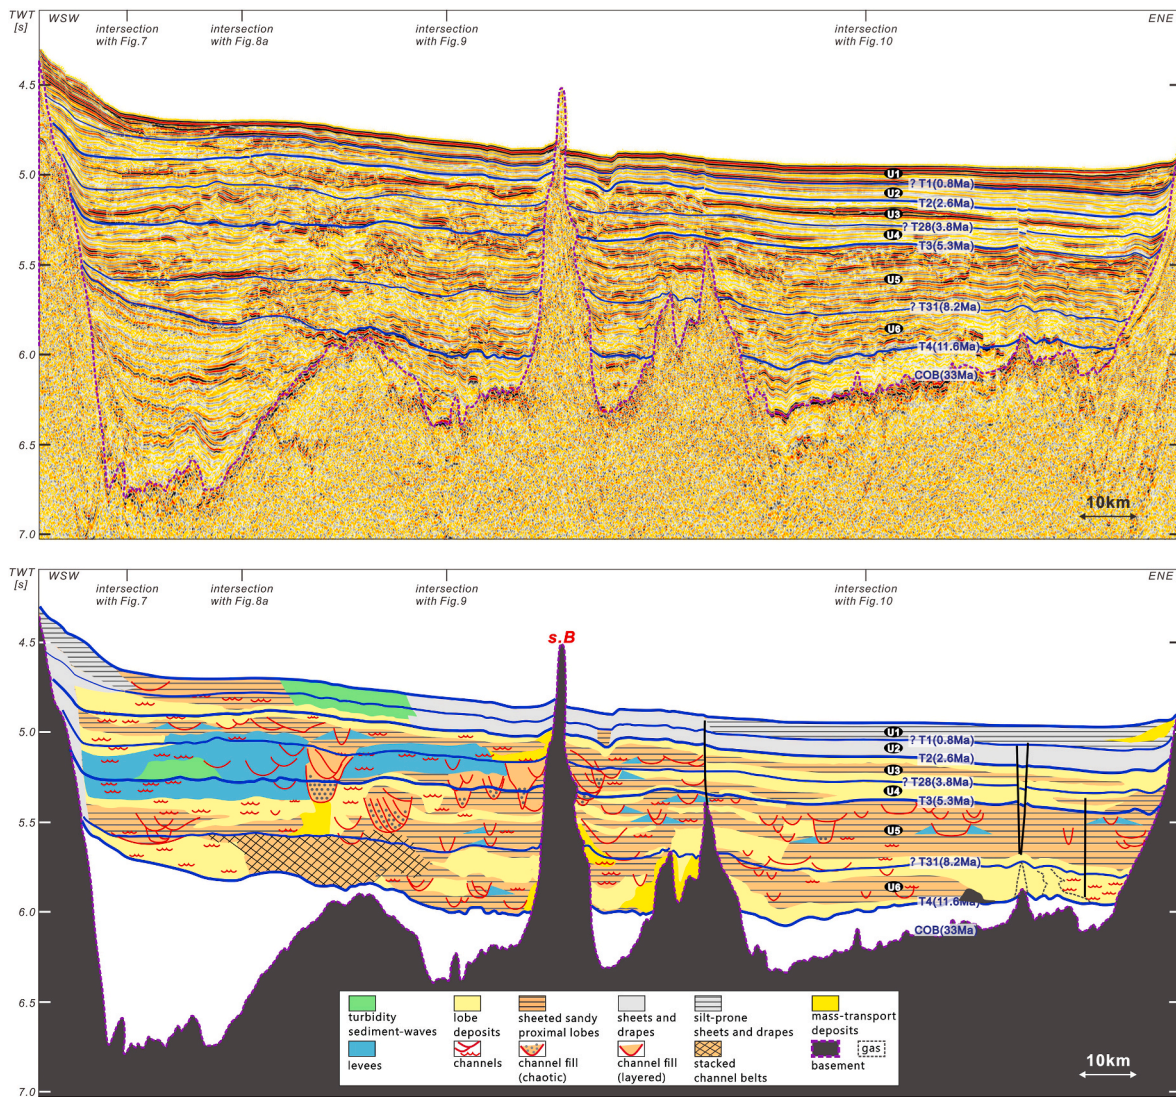 TWT
[s]
WSW
ENE
intersection
with Fig.7
intersection
with Fig.8a
intersection
with Fig.9
intersection
with Fig.10
4.5
5.0
5.5
6.0
6.5
7.0
U1
? T1(0.8Ma)
U2
T2(2.6Ma)
U3
? T28(3.8Ma)
U4
T3(5.3Ma)
U5
? T31(8.2Ma)
U6
T4(11.6Ma)
COB(33Ma)
10km
TWT
[s]
WSW
ENE
intersection
with Fig.7
intersection
with Fig.8a
intersection
with Fig.9
intersection
with Fig.10
s.B
4.5
5.0
5.5
6.0
6.5
7.0
U1
? T1(0.8Ma)
U2
T2(2.6Ma)
U3
? T28(3.8Ma)
U4
T3(5.3Ma)
U5
? T31(8.2Ma)
U6
T4(11.6Ma)
COB(33Ma)
turbidity
sediment-waves
lobe
deposits
sheeted sandy
proximal lobes
sheets and
drapes
silt-prone
sheets and drapes
mass-transport
deposits
levees
channels
channel fill
(chaotic)
channel fill
(layered)
stacked
channel belts
basement
gas
10km